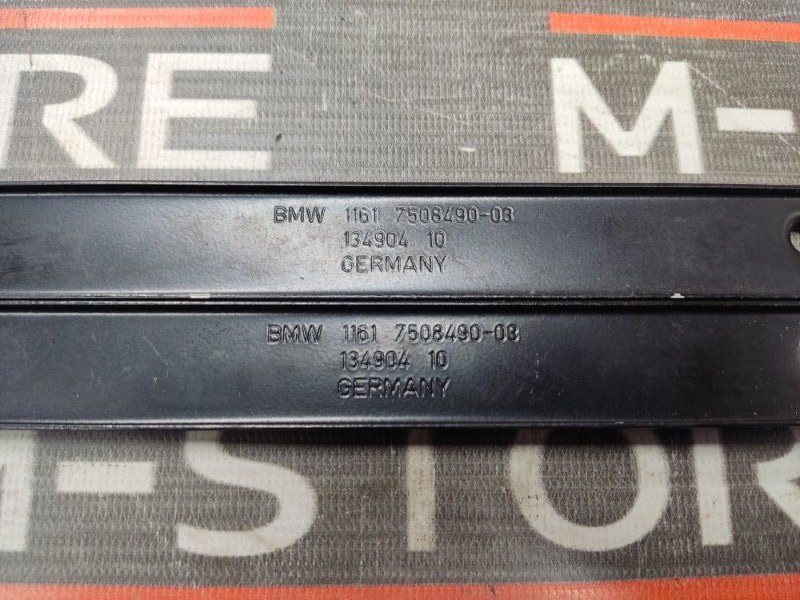 RE M-
BMW 1161 7508490-03
134904 10
GERMANY
BMW 1161 7508490-03
134904 10
GERMANY
M-STOR